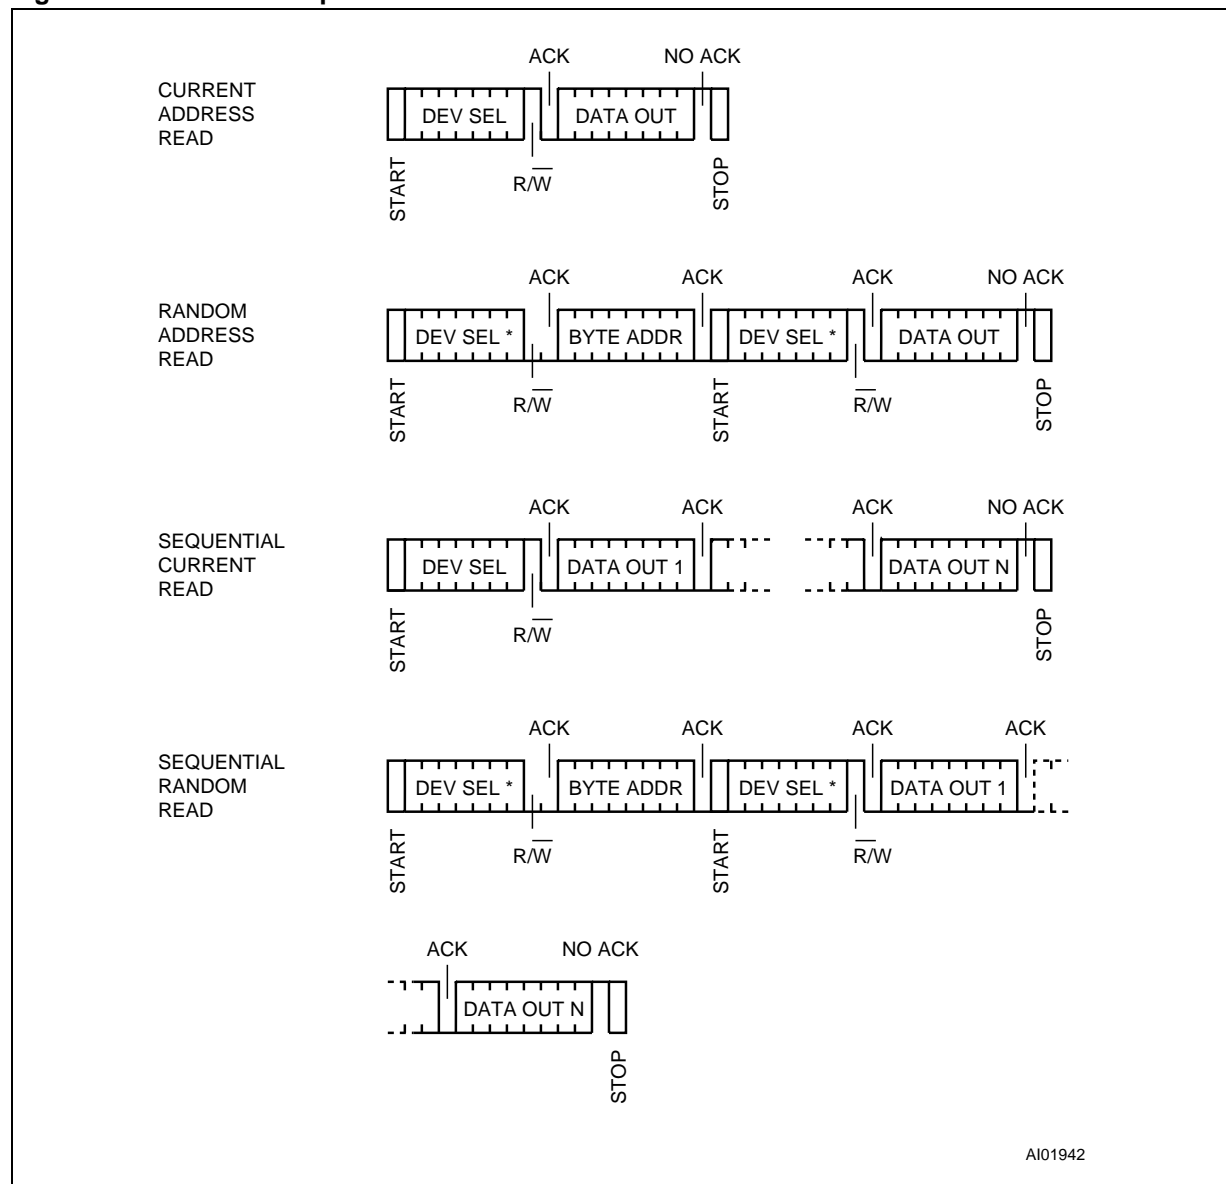 ACK NO ACK
CURRENT
ADDRESS
READ
DEV SEL DATA OUT
START R/W̅ STOP
ACK ACK ACK NO ACK
RANDOM
ADDRESS
READ
DEV SEL * BYTE ADDR DEV SEL * DATA OUT
START R/W̅ START R̅/W STOP
ACK ACK ACK NO ACK
SEQUENTIAL
CURRENT
READ
DEV SEL DATA OUT 1 DATA OUT N
START R/W̅ STOP
ACK ACK ACK ACK
SEQUENTIAL
RANDOM
READ
DEV SEL * BYTE ADDR DEV SEL * DATA OUT 1
START R/W̅ START R̅/W
ACK NO ACK
DATA OUT N
STOP
AI01942